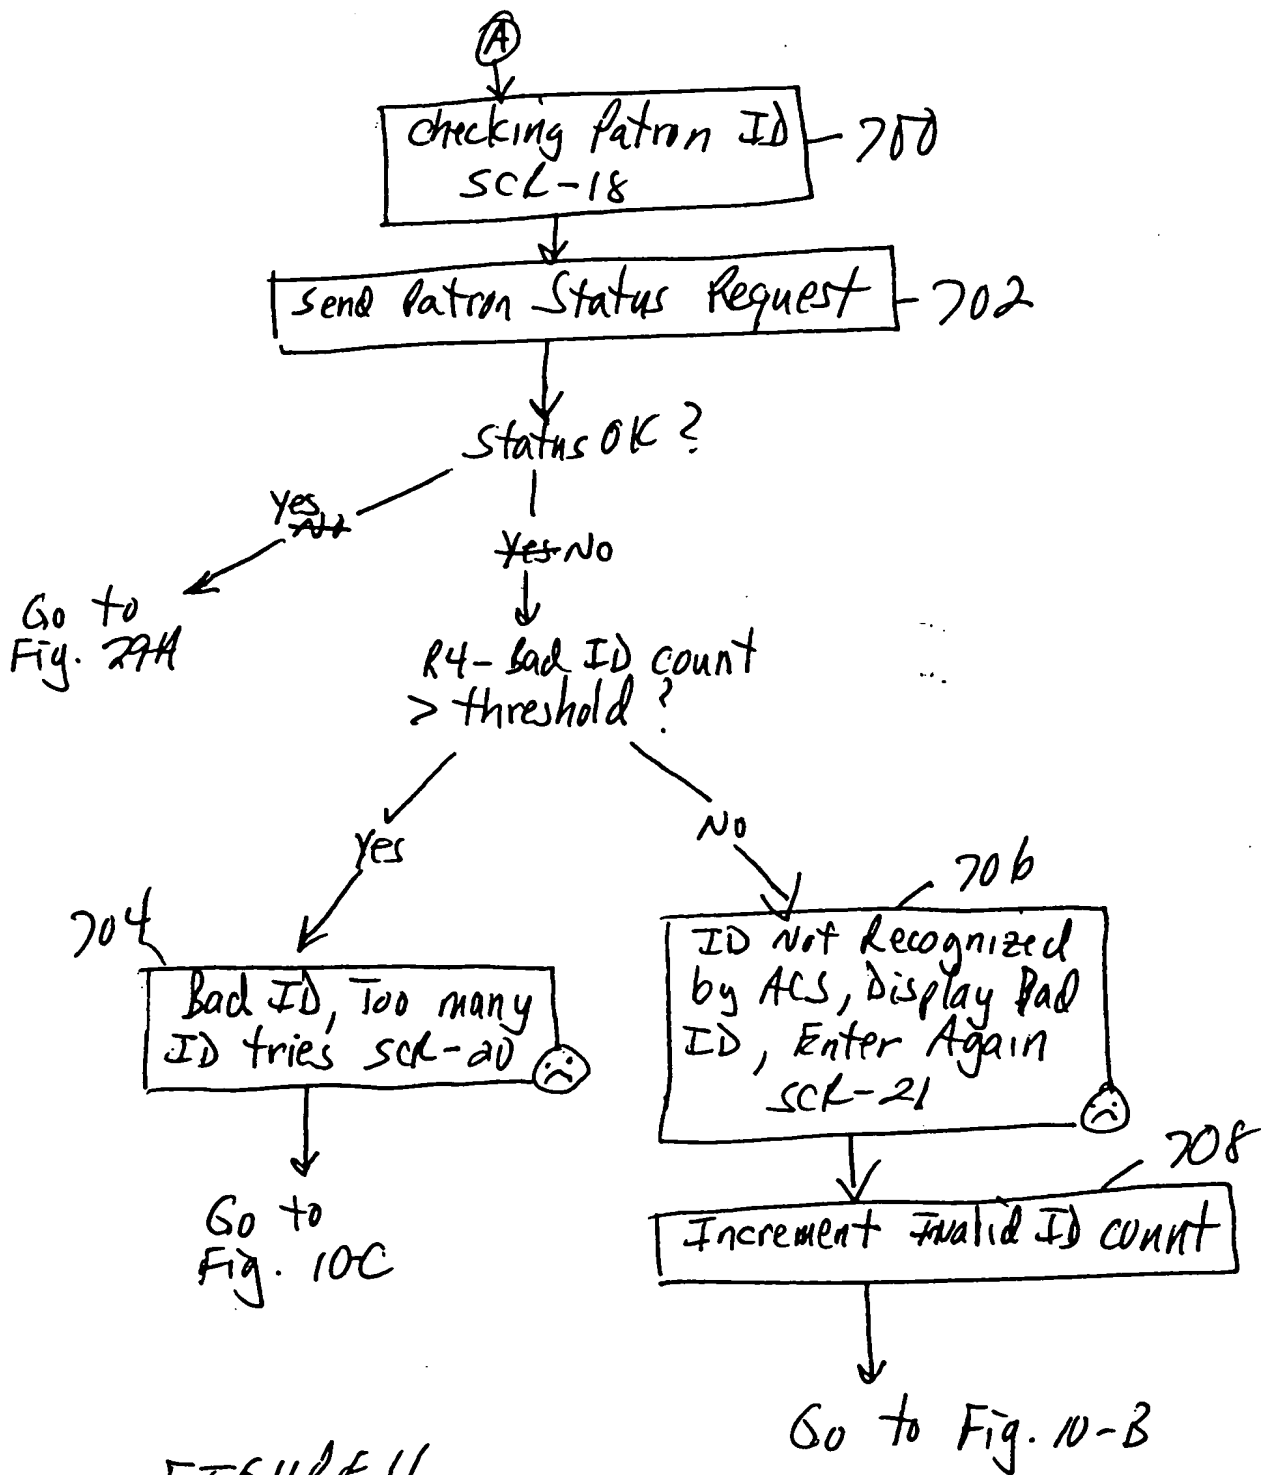 A
Checking Patron ID
SCR-18
700
Send Patron Status Request
702
Status OK?
Yes
Yes No
Go to
Fig. 29A
R4-Bad ID count
> threshold?
Yes
No
704
706
Bad ID, Too many
ID tries SCR-20
ID Not Recognized
by ACS, Display Bad
ID, Enter Again
SCR-21
708
Increment Invalid ID count
Go to
Fig. 10C
Go to Fig. 10-B
FIGURE 11